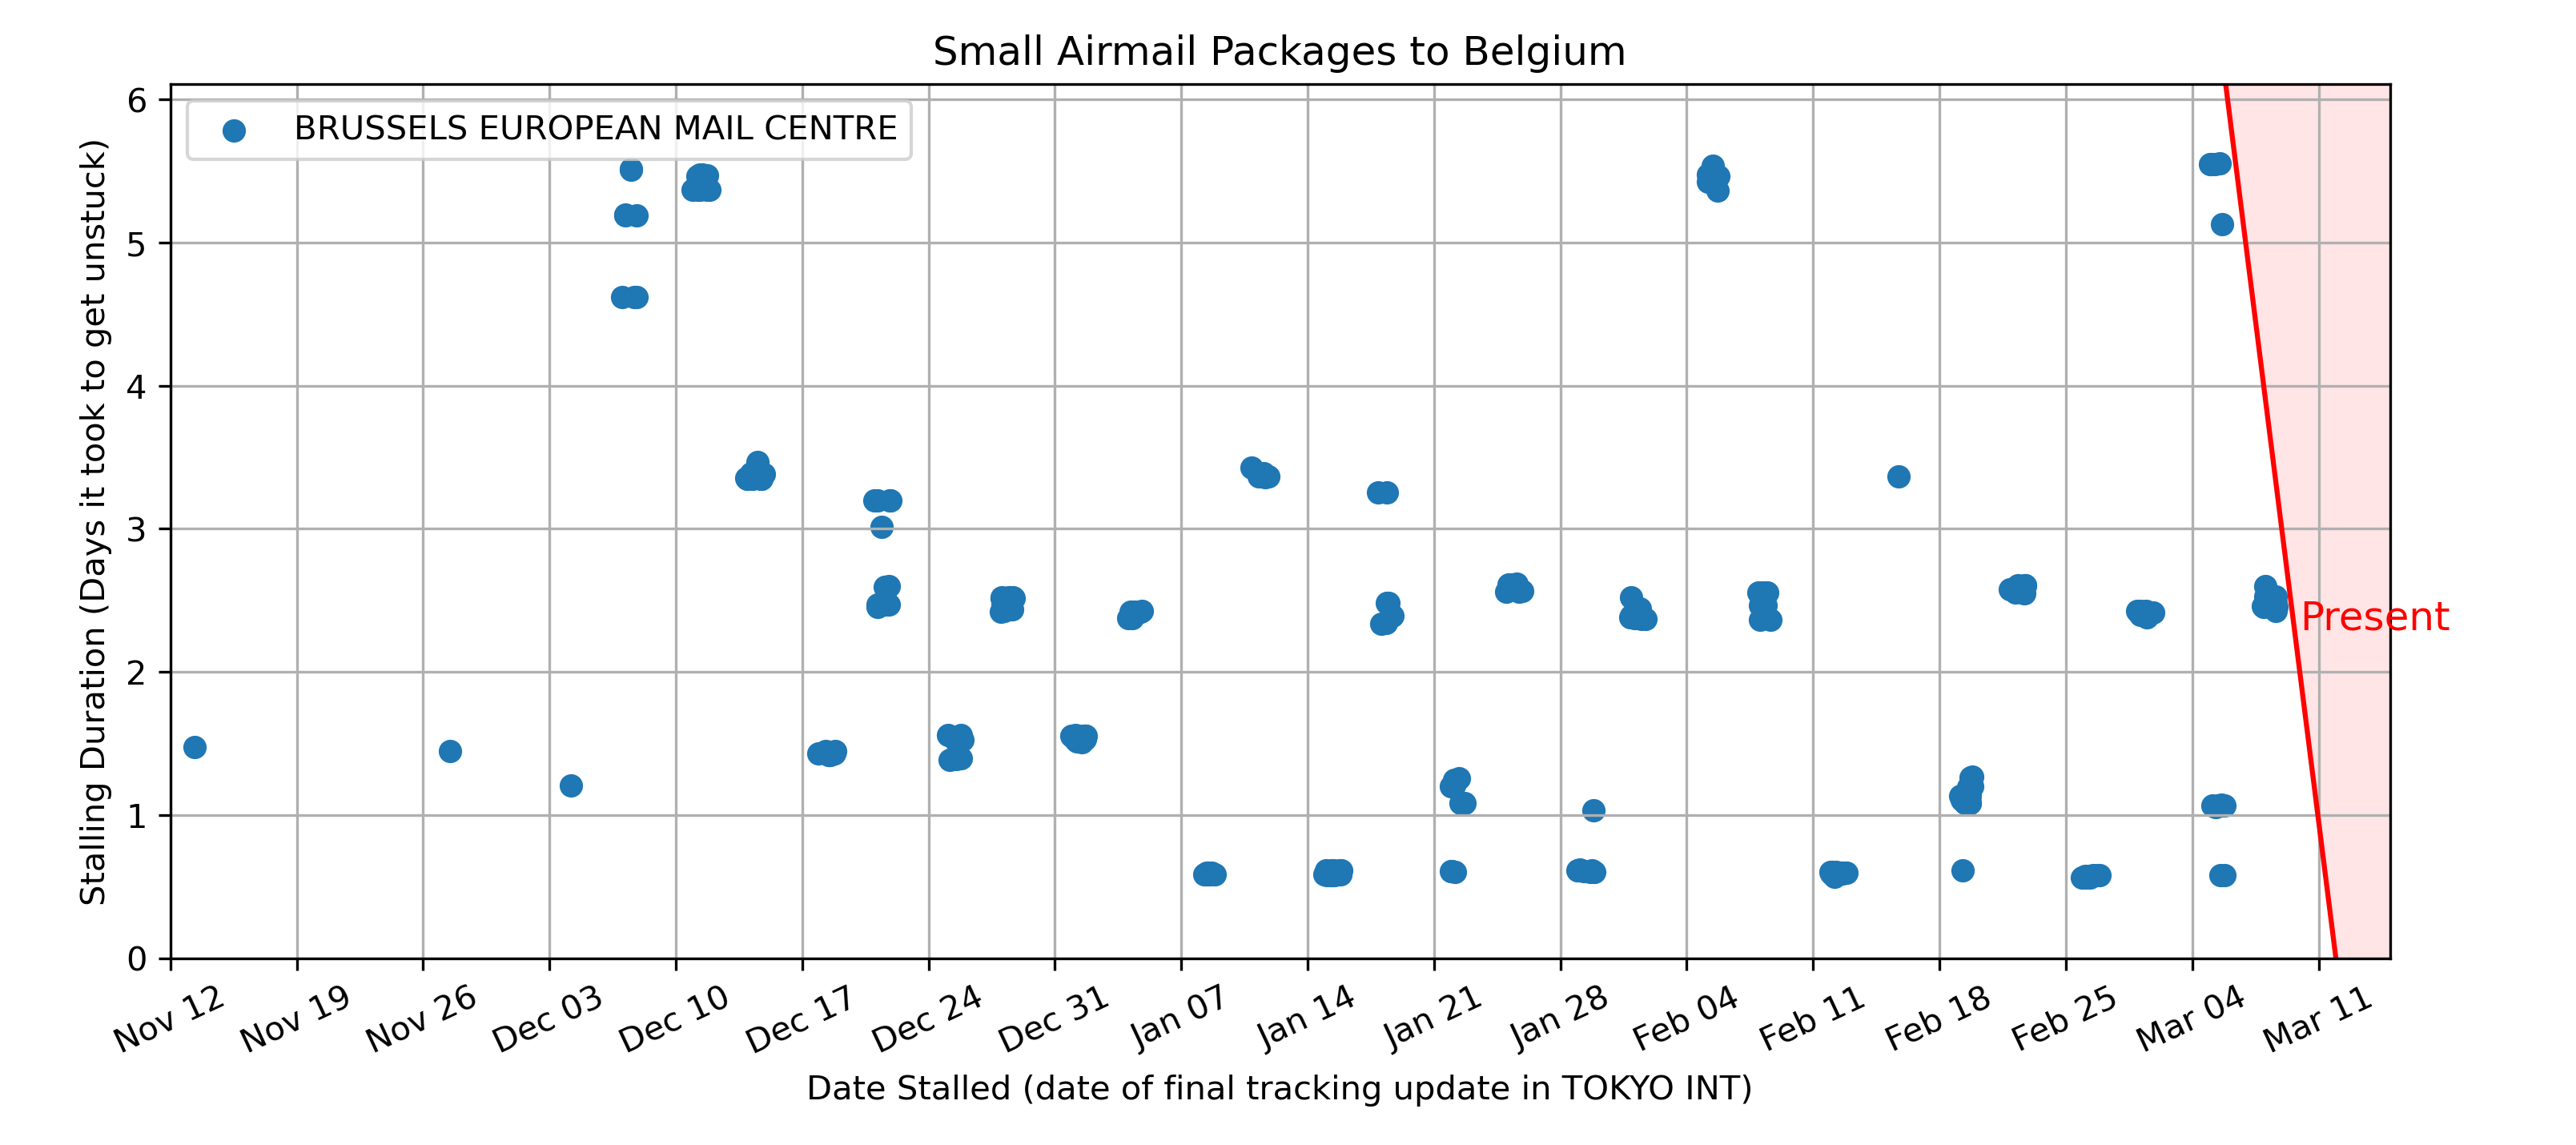 Small Airmail Packages to Belgium
BRUSSELS EUROPEAN MAIL CENTRE
Stalling Duration (Days it took to get unstuck)
6
5
4
3
2
1
0
Present
Nov 12
Nov 19
Nov 26
Dec 03
Dec 10
Dec 17
Dec 24
Dec 31
Jan 07
Jan 14
Jan 21
Jan 28
Feb 04
Feb 11
Feb 18
Feb 25
Mar 04
Mar 11
Date Stalled (date of final tracking update in TOKYO INT)